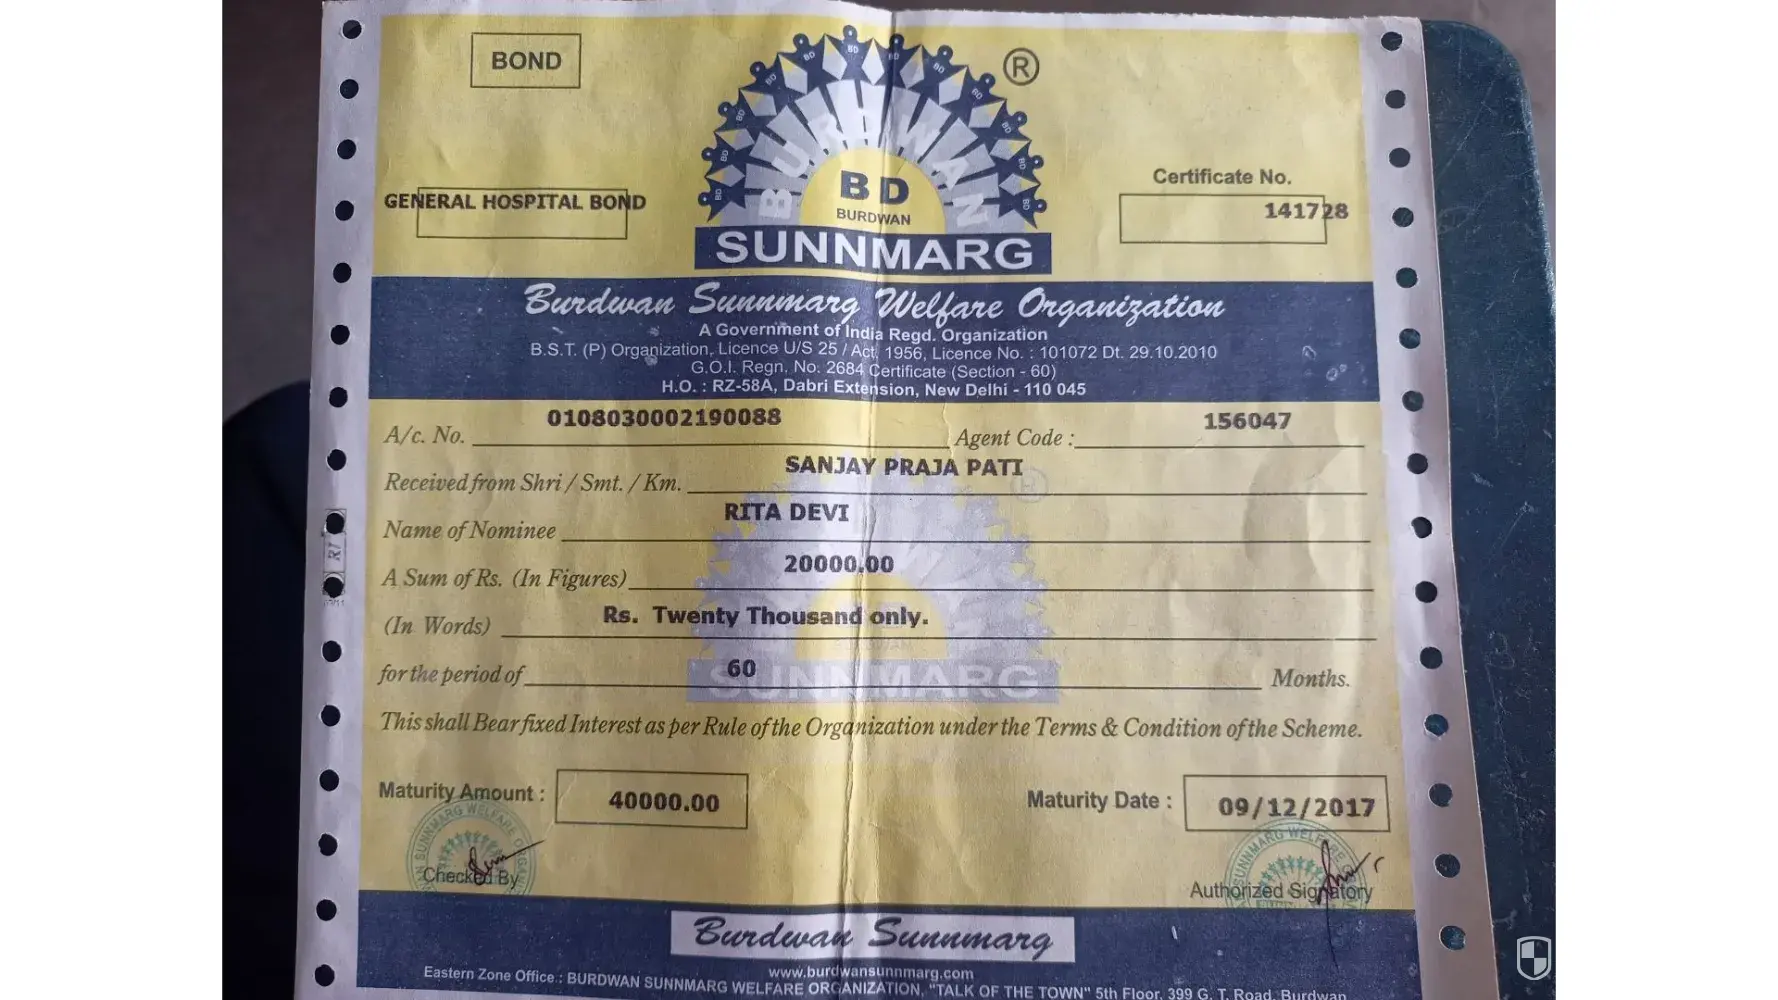 BOND
BURDWAN
BD
BURDWAN
SUNNMARG
®
GENERAL HOSPITAL BOND
Certificate No.
141728
Burdwan Sunnmarg Welfare Organization
A Government of India Regd. Organization
B.S.T. (P) Organization, Licence U/S 25 / Act, 1956, Licence No. : 101072 Dt. 29.10.2010
G.O.I. Regn. No. 2684 Certificate (Section - 60)
H.O. : RZ-58A, Dabri Extension, New Delhi - 110 045
A/c. No. 0108030002190088 Agent Code : 156047
Received from Shri / Smt. / Km. SANJAY PRAJA PATI
Name of Nominee RITA DEVI
A Sum of Rs. (In Figures) 20000.00
(In Words) Rs. Twenty Thousand only.
for the period of 60 Months.
SUNNMARG
This shall Bear fixed Interest as per Rule of the Organization under the Terms & Condition of the Scheme.
Maturity Amount : 40000.00 Maturity Date : 09/12/2017
Checked By
Authorized Signatory
Burdwan Sunnmarg
www.burdwansunnmarg.com
Eastern Zone Office.: BURDWAN SUNNMARG WELFARE ORGANIZATION, "TALK OF THE TOWN" 5th Floor, 399 G. T. Road, Burdwan